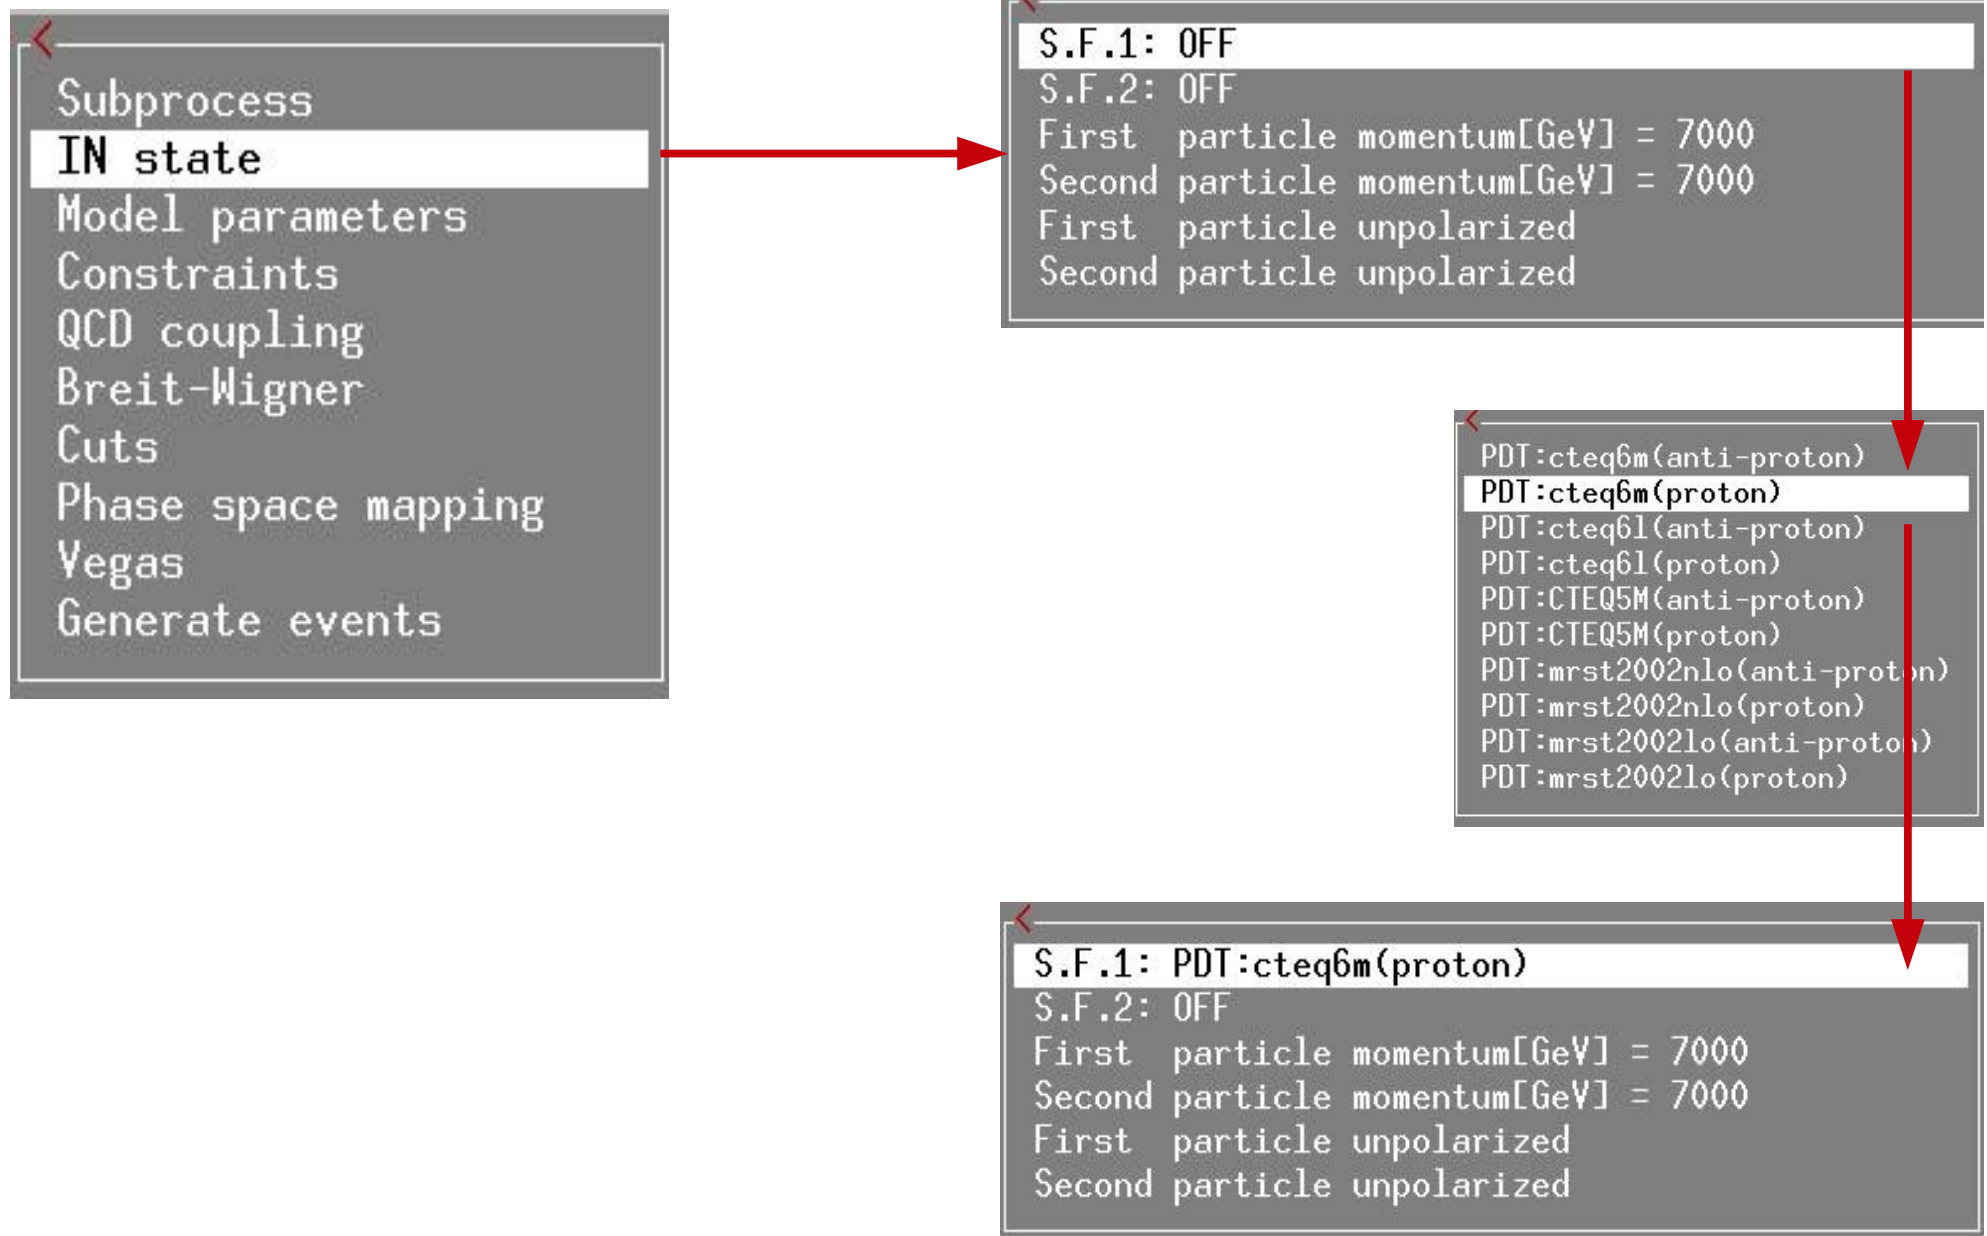 Subprocess
IN state
Model parameters
Constraints
QCD coupling
Breit-Wigner
Cuts
Phase space mapping
Vegas
Generate events
S.F.1: OFF
S.F.2: OFF
First  particle momentum[GeV] = 7000
Second particle momentum[GeV] = 7000
First  particle unpolarized
Second particle unpolarized
PDT:cteq6m(anti-proton)
PDT:cteq6m(proton)
PDT:cteq6l(anti-proton)
PDT:cteq6l(proton)
PDT:CTEQ5M(anti-proton)
PDT:CTEQ5M(proton)
PDT:mrst2002nlo(anti-proton)
PDT:mrst2002nlo(proton)
PDT:mrst2002lo(anti-proton)
PDT:mrst2002lo(proton)
S.F.1: PDT:cteq6m(proton)
S.F.2: OFF
First  particle momentum[GeV] = 7000
Second particle momentum[GeV] = 7000
First  particle unpolarized
Second particle unpolarized